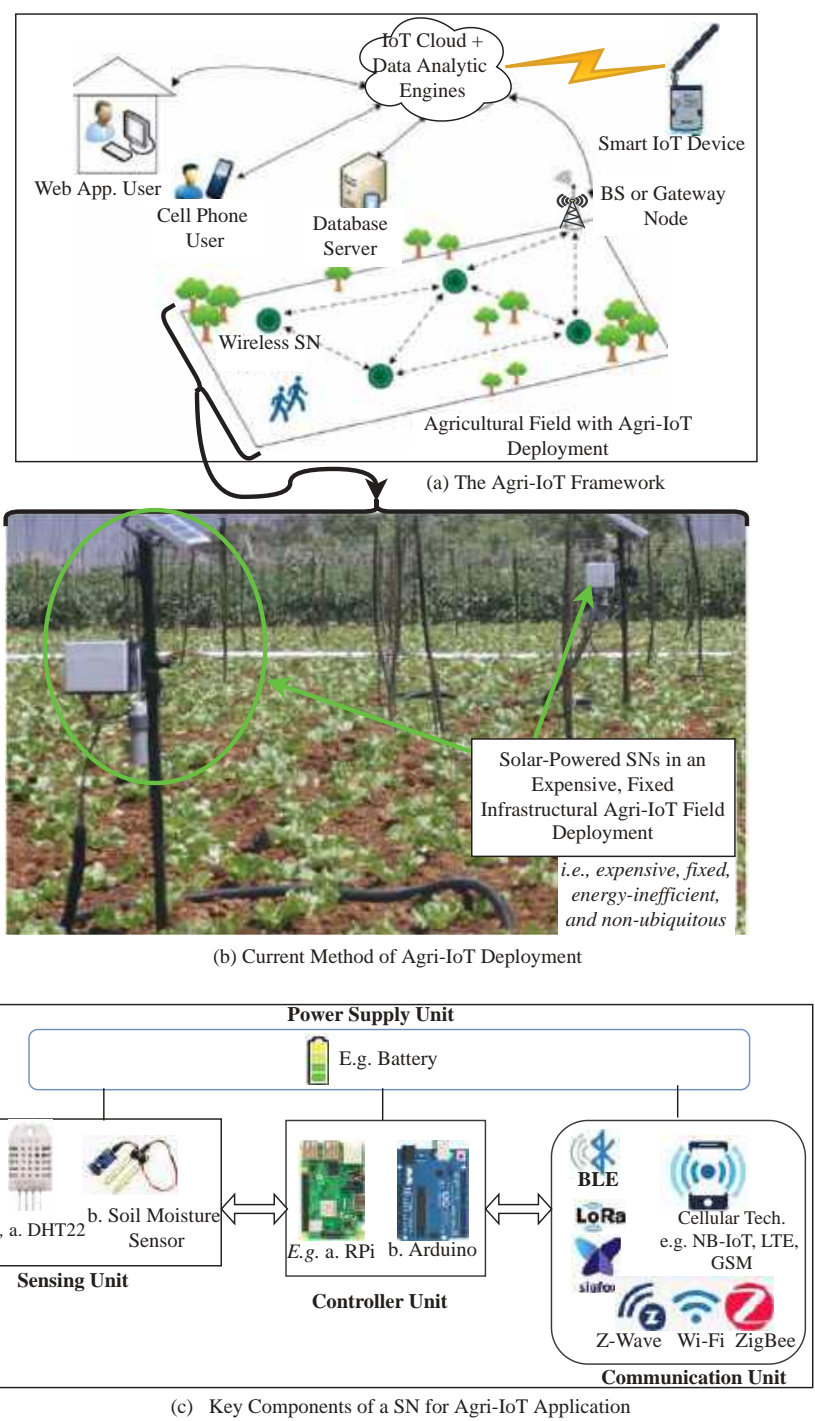 IoT Cloud +
Data Analytic
Engines
Smart IoT Device
Web App. User
Cell Phone
User
Database
Server
BS or Gateway
Node
Wireless SN
Agricultural Field with Agri-IoT
Deployment
(a) The Agri-IoT Framework
Solar-Powered SNs in an
Expensive, Fixed
Infrastructural Agri-IoT Field
Deployment
i.e., expensive, fixed,
energy-inefficient,
and non-ubiquitous
(b) Current Method of Agri-IoT Deployment
Power Supply Unit
E.g. Battery
, a. DHT22
b. Soil Moisture
Sensor
Sensing Unit
E.g. a. RPi
b. Arduino
Controller Unit
BLE
LoRa
sigfox
Cellular Tech.
e.g. NB-IoT, LTE,
GSM
Z-Wave Wi-Fi ZigBee
Communication Unit
(c) Key Components of a SN for Agri-IoT Application